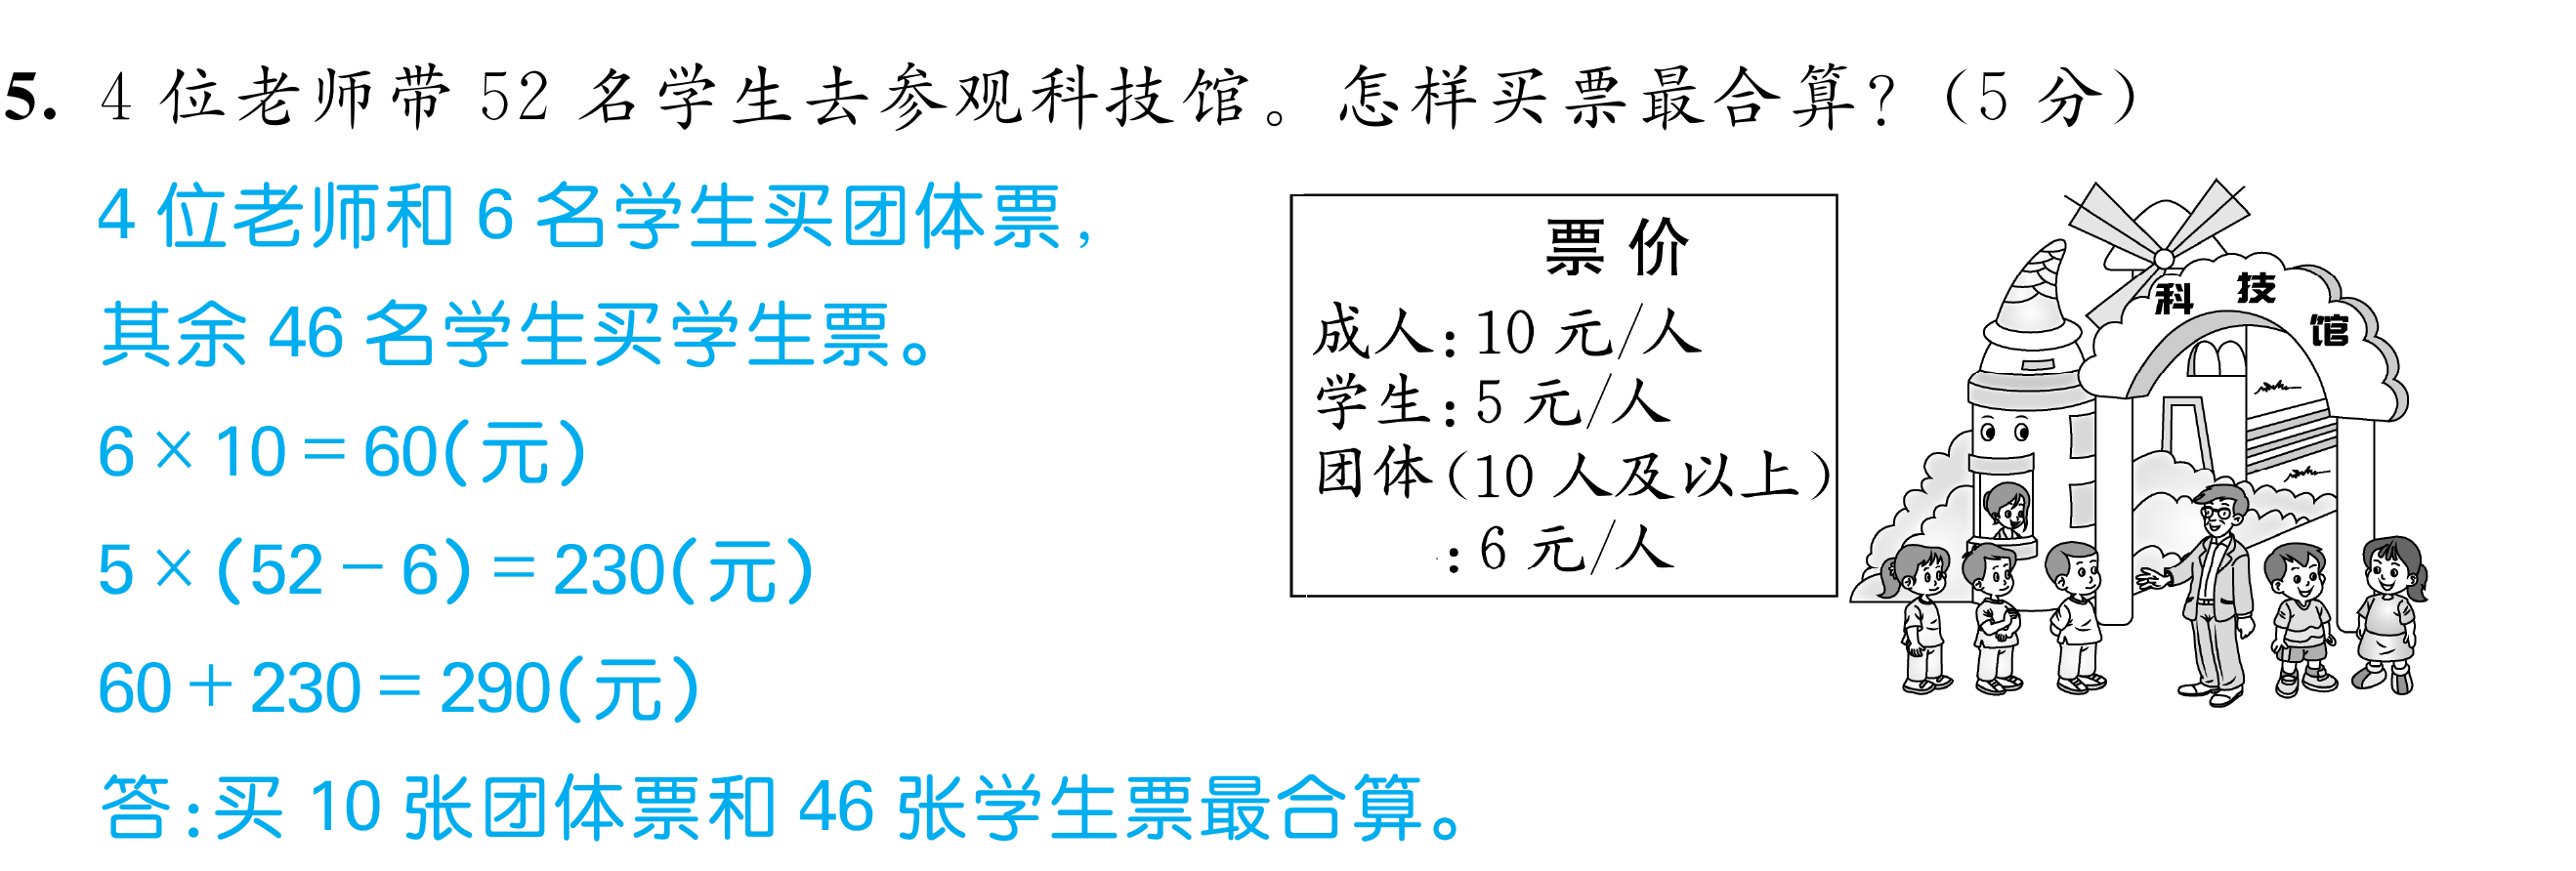 5. 4 位老师带 52 名学生去参观科技馆。怎样买票最合算?(5 分)
4 位老师和 6 名学生买团体票,
其余 46 名学生买学生票。
6 × 10 = 60(元)
5 × (52 − 6) = 230(元)
60 + 230 = 290(元)
答:买 10 张团体票和 46 张学生票最合算。
票价
成人:10 元/人
学生:5 元/人
团体(10 人及以上)
:6 元/人
科技馆